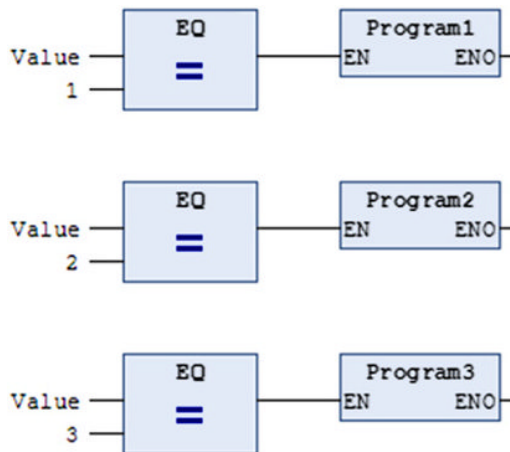 EQ Program1
Value EN ENO
1
EQ Program2
Value EN ENO
2
EQ Program3
Value EN ENO
3